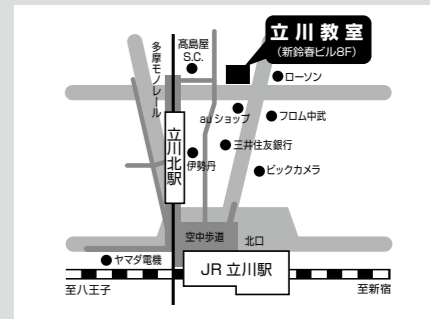 立川教室
(新鈴春ビル8F)
髙島屋
S.C.
多摩モノレール
ローソン
auショップ
フロム中武
立川北駅
三井住友銀行
伊勢丹
ビックカメラ
空中歩道
北口
ヤマダ電機
JR 立川駅
至八王子
至新宿